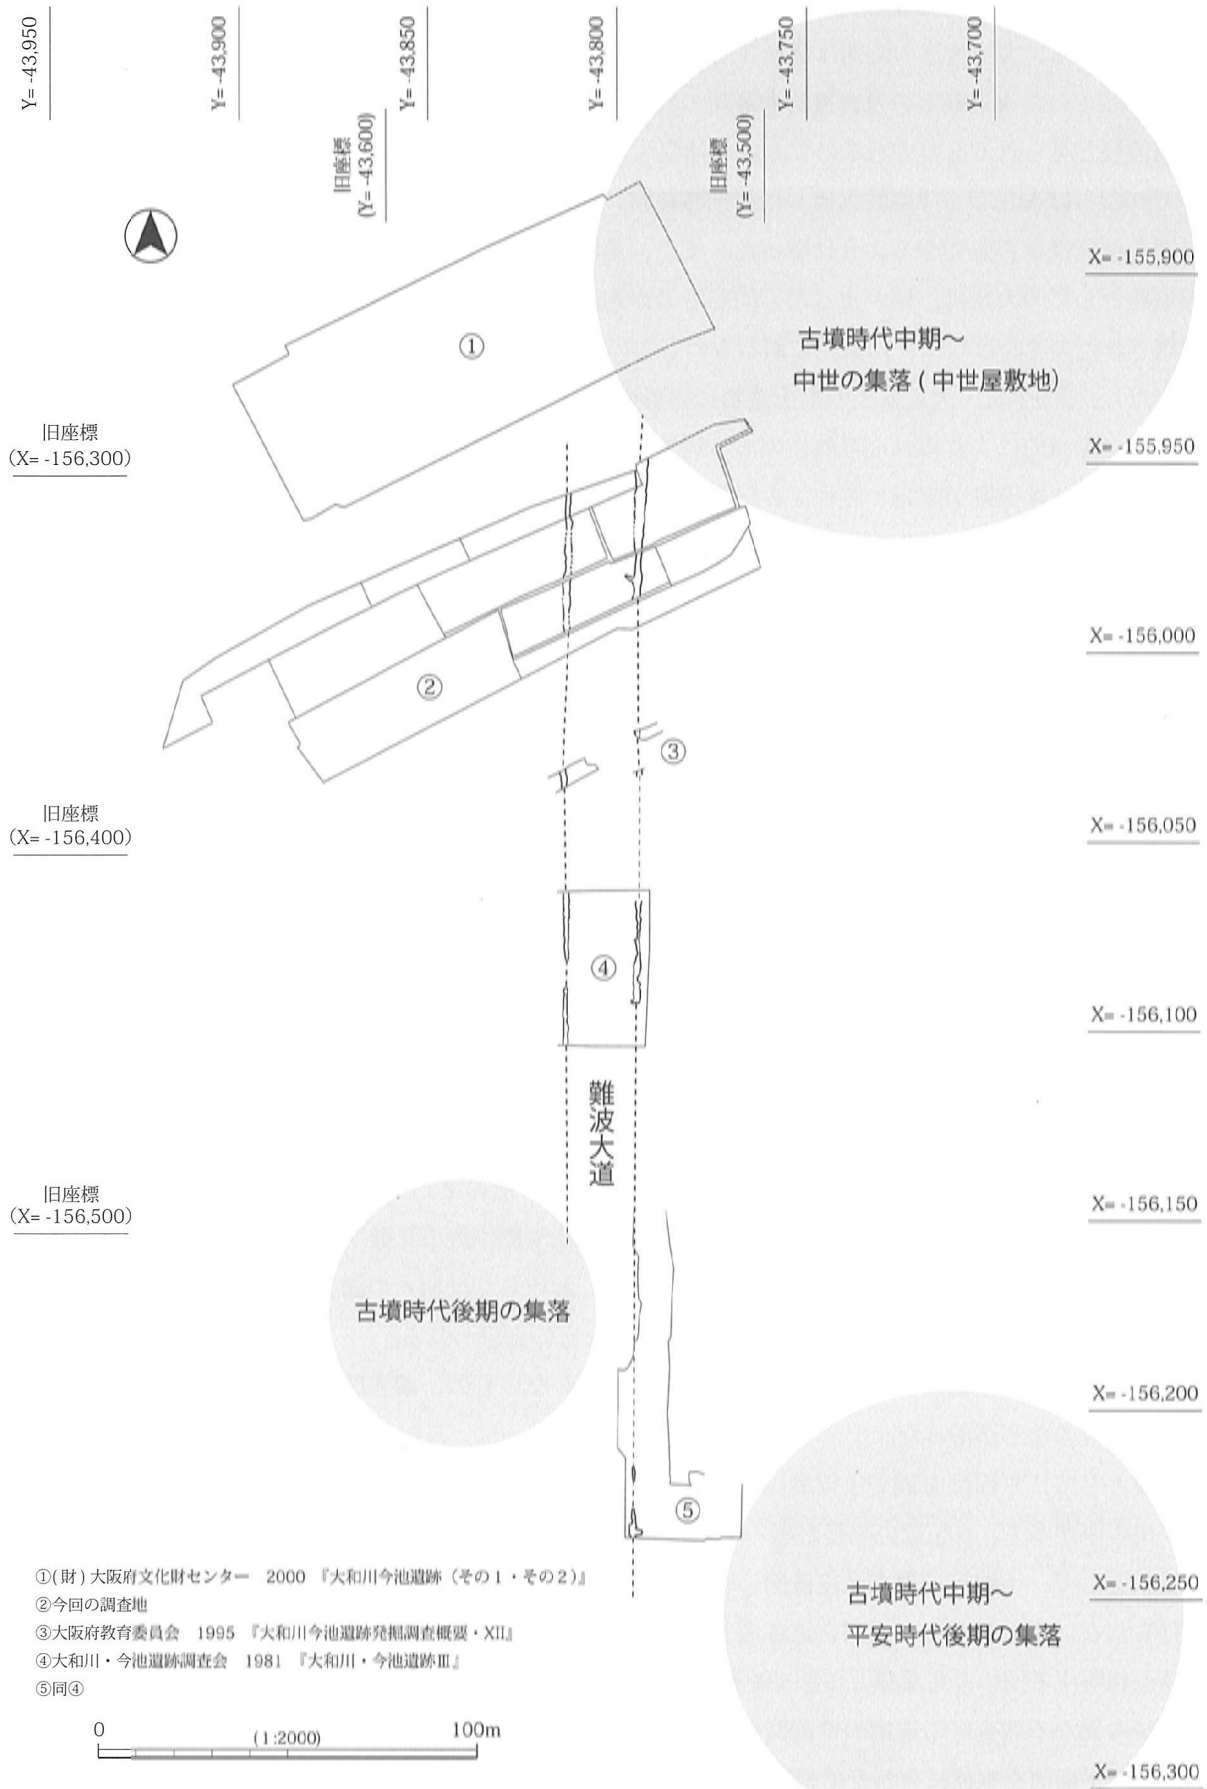 Y= -43,950
Y= -43,900
Y= -43,850
Y= -43,800
Y= -43,750
Y= -43,700
旧座標
(Y= -43,600)
旧座標
(Y= -43,500)
X= -155,900
①
古墳時代中期～
中世の集落 ( 中世屋敷地)
旧座標
(X= -156,300)
X= -155,950
X= -156,000
②
③
旧座標
(X= -156,400)
X= -156,050
④
X= -156,100
難波大道
旧座標
(X= -156,500)
X= -156,150
古墳時代後期の集落
X= -156,200
⑤
X= -156,250
古墳時代中期～
平安時代後期の集落
①( 財 ) 大阪府文化財センター 2000 『大和川今池遺跡（その１・その２）』
②今回の調査地
③大阪府教育委員会 1995 『大和川今池遺跡発掘調査概要・XII』
④大和川・今池遺跡調査会 1981 『大和川・今池遺跡Ⅲ』
⑤同④
0 (1:2000) 100m
X= -156,300